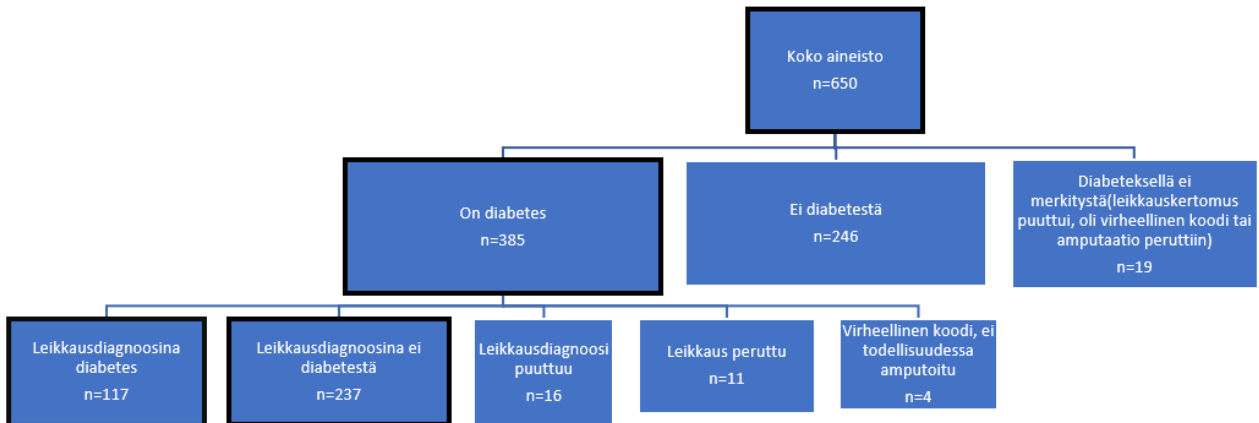 Koko aineisto
n=650
On diabetes
n=385
Ei diabetestä
n=246
Diabeteksellä ei
merkitystä(leikkauskertomus
puuttui, oli virheellinen koodi tai
amputaatio peruttiin)
n=19
Leikkausdiagnoosina
diabetes
n=117
Leikkausdiagnoosina ei
diabetestä
n=237
Leikkausdiagnoosi
puuttuu
n=16
Leikkaus peruttu
n=11
Virheellinen koodi, ei
todellisuudessa
amputoitu
n=4